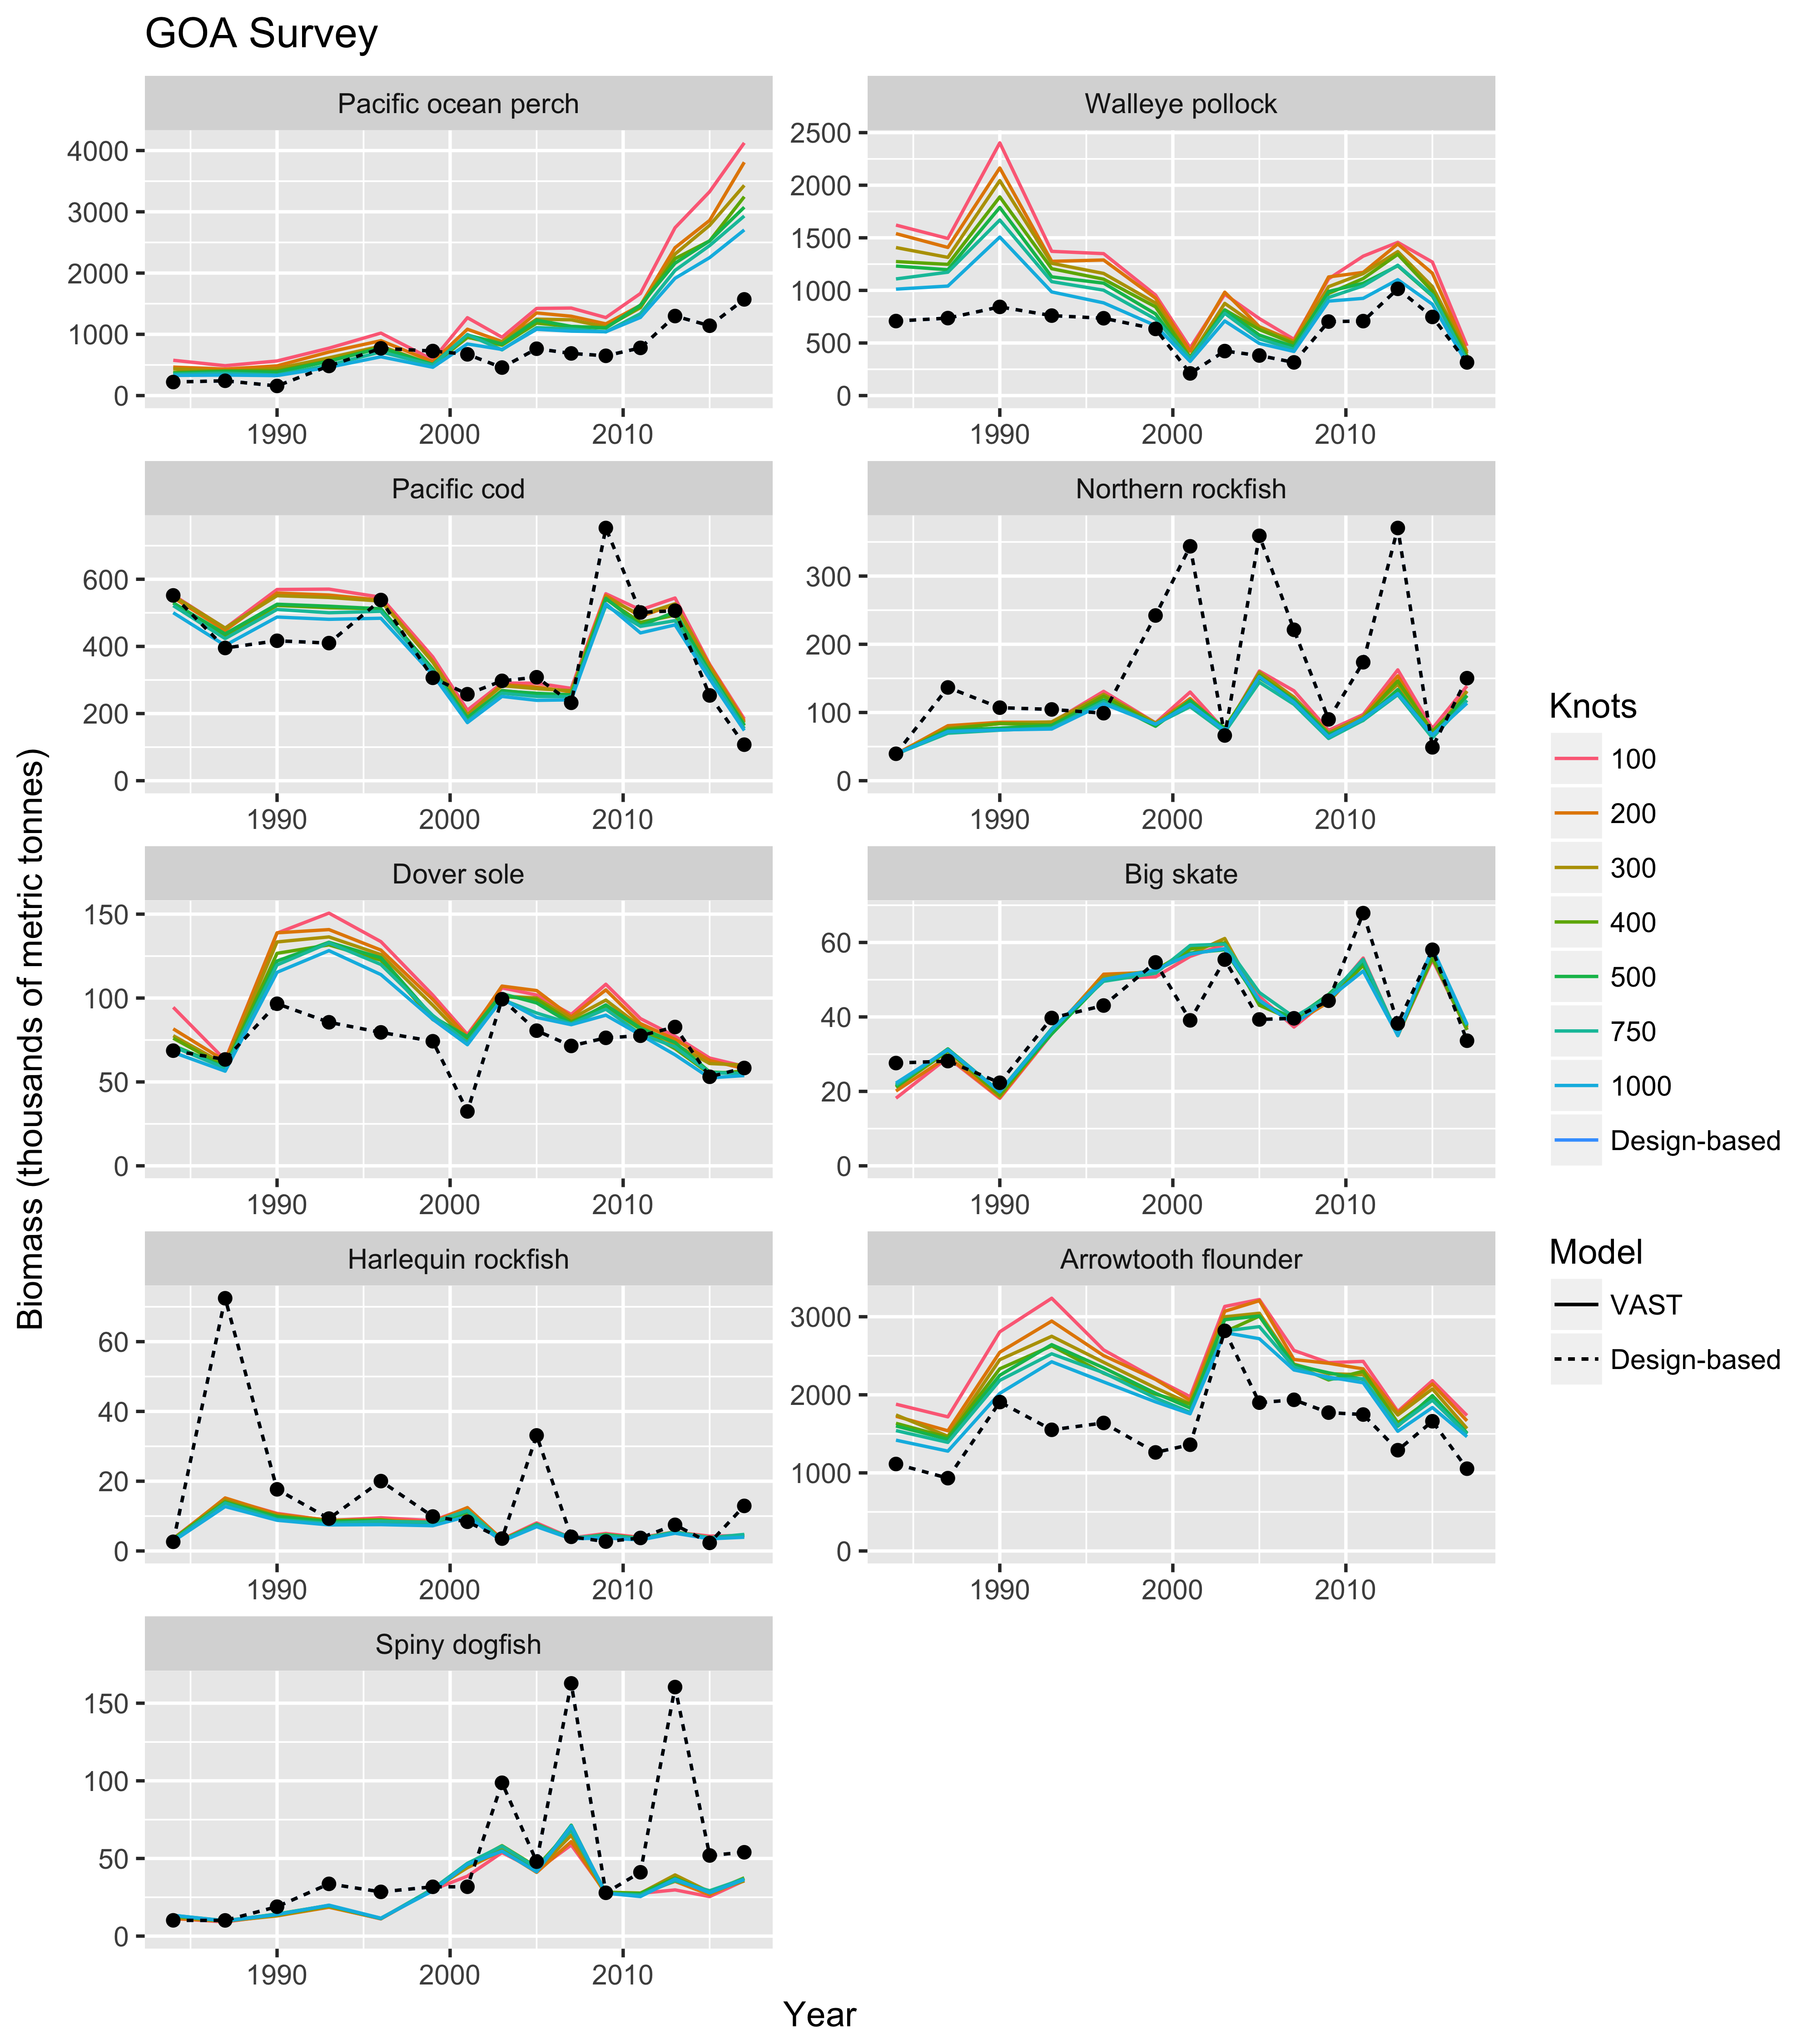 GOA Survey
Pacific ocean perch
Walleye pollock
4000
3000
2000
1000
0
2500
2000
1500
1000
500
0
1990 2000 2010
1990 2000 2010
Pacific cod
Northern rockfish
600
400
200
0
300
200
100
0
1990 2000 2010
1990 2000 2010
Dover sole
Big skate
150
100
50
0
60
40
20
0
1990 2000 2010
1990 2000 2010
Harlequin rockfish
Arrowtooth flounder
60
40
20
0
3000
2000
1000
0
1990 2000 2010
1990 2000 2010
Spiny dogfish
150
100
50
0
1990 2000 2010
Year
Biomass (thousands of metric tonnes)
Knots
100
200
300
400
500
750
1000
Design-based
Model
VAST
Design-based